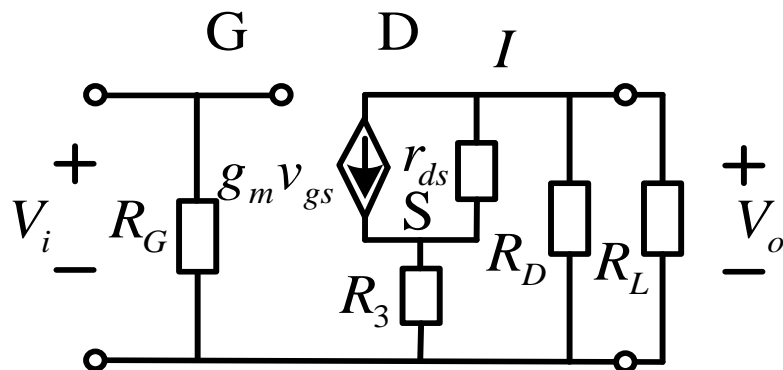 G D I
+ g_m v_gs r_ds +
V_i R_G S R_D R_L V_o
− R_3 −